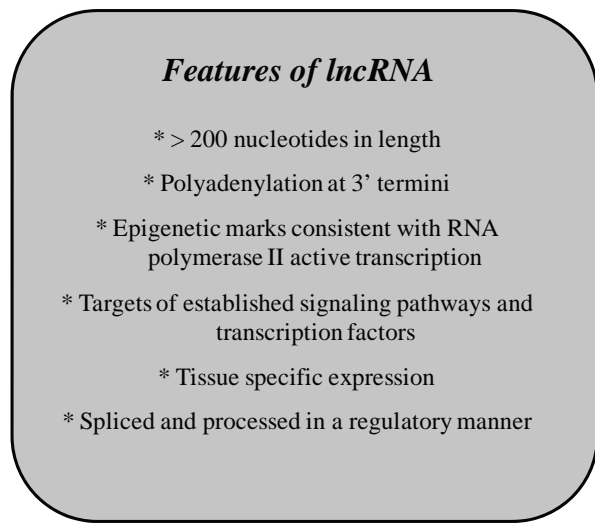 Features of lncRNA
* > 200 nucleotides in length
* Polyadenylation at 3’ termini
* Epigenetic marks consistent with RNA
polymerase II active transcription
* Targets of established signaling pathways and
transcription factors
* Tissue specific expression
* Spliced and processed in a regulatory manner